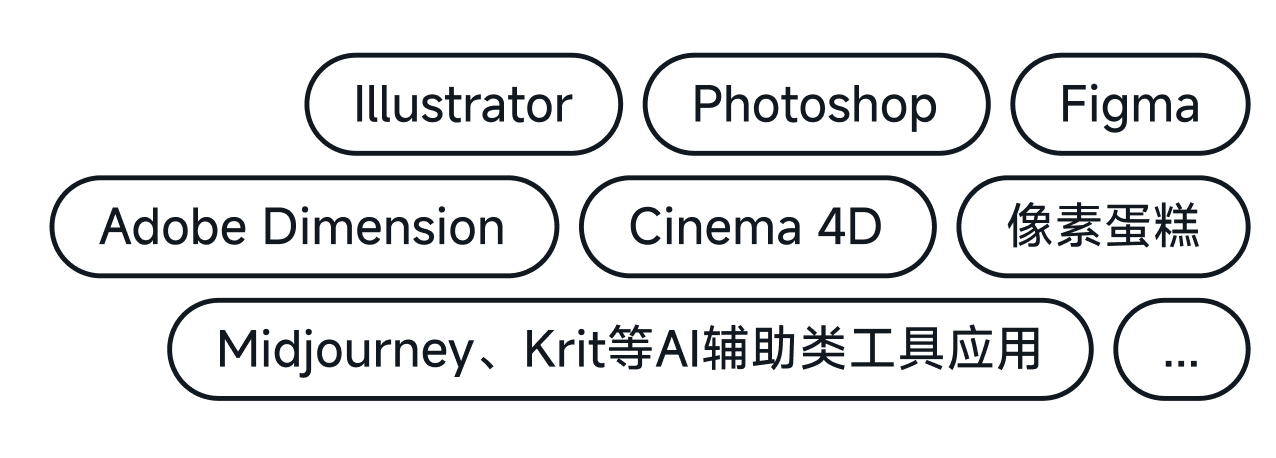 Illustrator Photoshop Figma
Adobe Dimension Cinema 4D 像素蛋糕
Midjourney、Krit等AI辅助类工具应用 ...